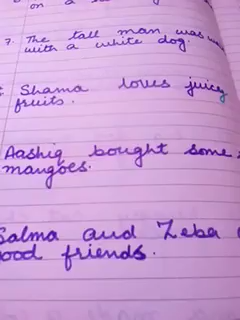 on a
7. The tall man was
with a white dog.
Shama loves juicy
fruits.
Aashiq bought some
mangoes.
Salma and Zeba
good friends.